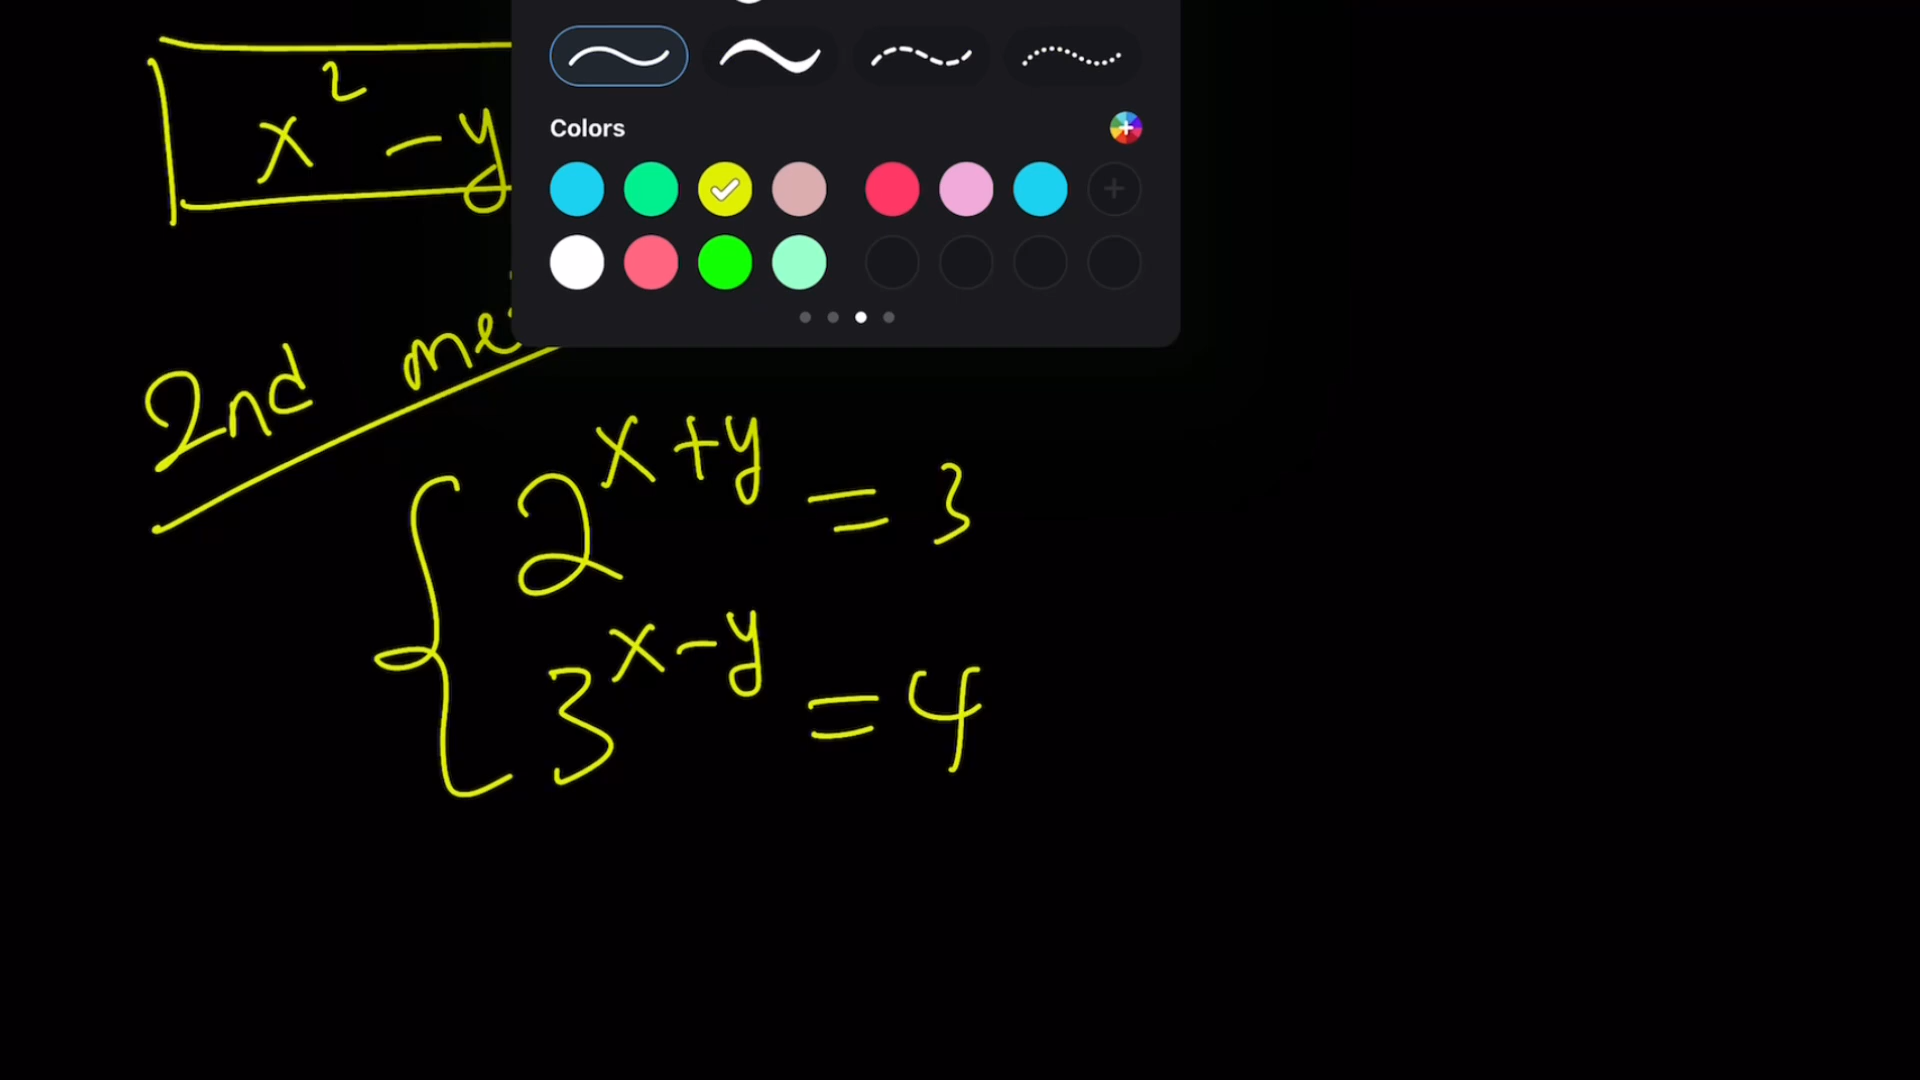 x² - y
Colors
2nd me
2^{x+y} = 3
3^{x-y} = 4